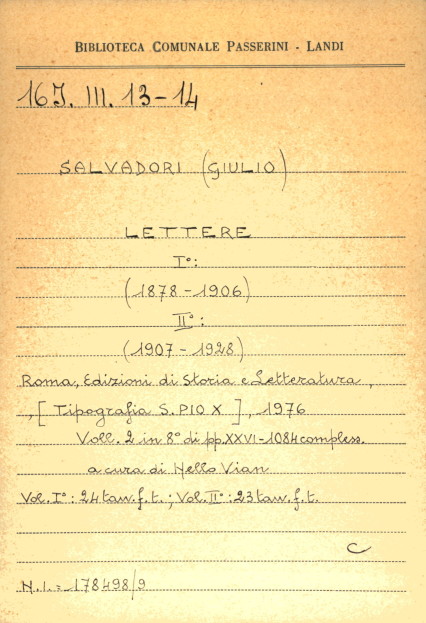 BIBLIOTECA COMUNALE PASSERINI - LANDI
16J. III. 13-14
SALVADORI (GIULIO)
LETTERE
I°:
(1878-1906)
II°:
(1907-1928)
Roma, Edizioni di Storia e Letteratura,
, [Tipografia S. PIO X], 1976
Voll. 2 in 8° di pp. XXVI-1084 compless.
a cura di Nello Vian
Vol. I°: 24 tav. f. t.; Vol. II°: 23 tav. f. t.
C
N.I. = 178498/9